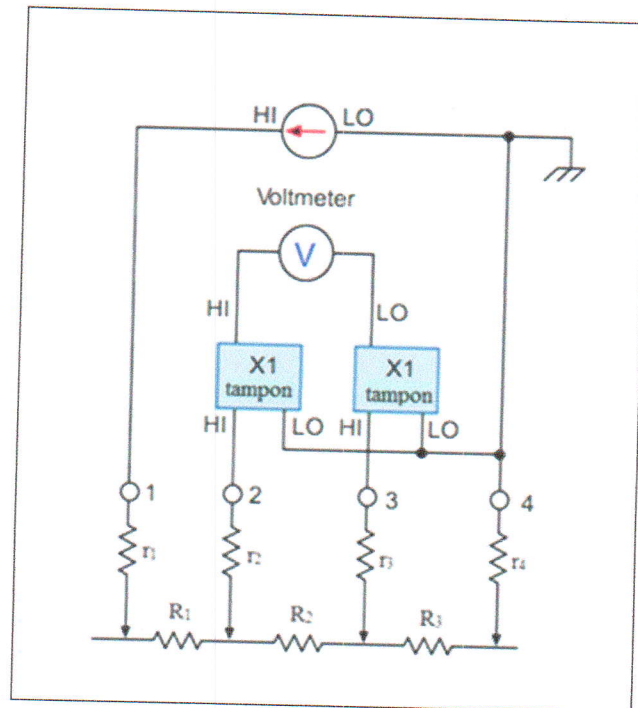 HI LO
Voltmeter
V
HI LO
X1 X1
tampon tampon
HI LO HI LO
1 2 3 4
r₁ r₂ r₃ r₄
R₁ R₂ R₃